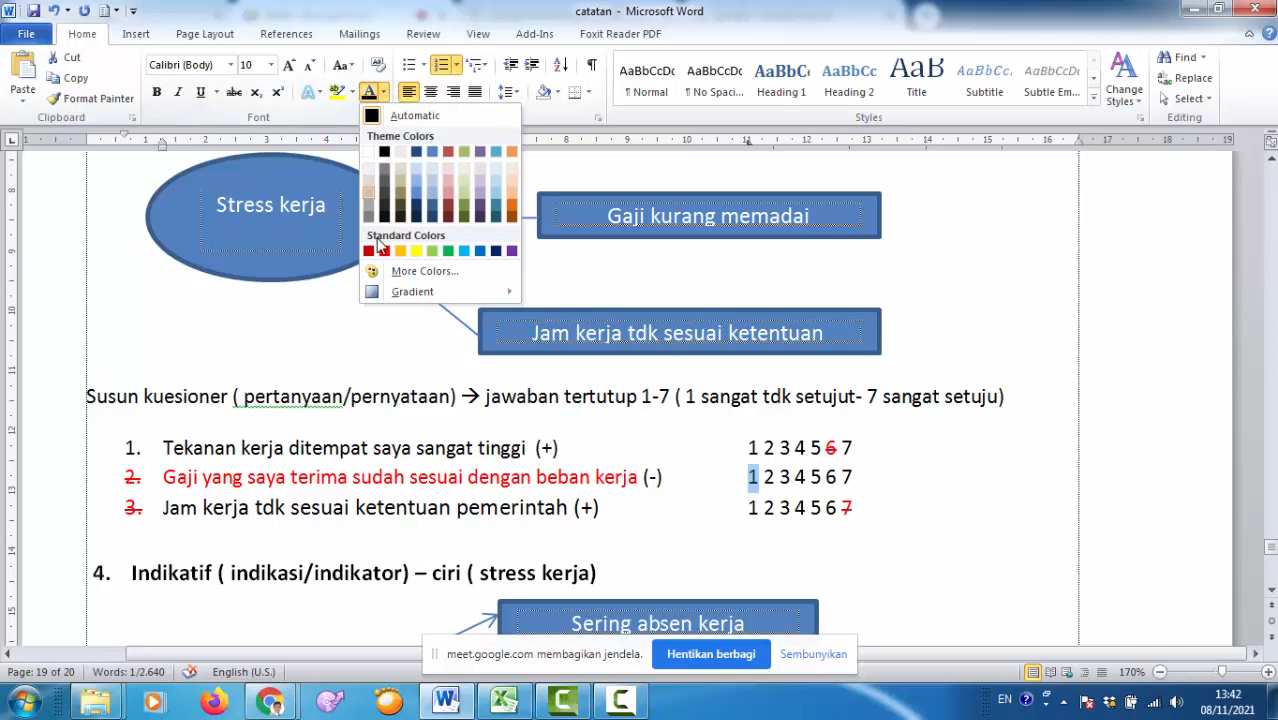 catatan - Microsoft Word
File Home Insert Page Layout References Mailings Review View Add-Ins Foxit Reader PDF
Paste Cut Copy Format Painter
Calibri (Body) 10
B I U abc x₂ x² Aa
AaBbCcDc AaBbCcDc AaBbCc AaBbCc AaB AaBbCcL AaBbCcDc
¶ Normal ¶ No Spaci... Heading 1 Heading 2 Title Subtitle Subtle Em...
Change Styles
Find Replace Select
Clipboard Font Styles Editing
Automatic
Theme Colors
Standard Colors
More Colors...
Gradient
Stress kerja
Gaji kurang memadai
Jam kerja tdk sesuai ketentuan
Susun kuesioner ( pertanyaan/pernyataan) → jawaban tertutup 1-7 ( 1 sangat tdk setujut- 7 sangat setuju)
1. Tekanan kerja ditempat saya sangat tinggi (+) 1 2 3 4 5 6 7
2. Gaji yang saya terima sudah sesuai dengan beban kerja (-) 1 2 3 4 5 6 7
3. Jam kerja tdk sesuai ketentuan pemerintah (+) 1 2 3 4 5 6 7
4. Indikatif ( indikasi/indikator) – ciri ( stress kerja)
Sering absen kerja
meet.google.com membagikan jendela. Hentikan berbagi Sembunyikan
Page: 19 of 20 Words: 1/2.640 English (U.S.) 170%
EN 13:42
08/11/2021